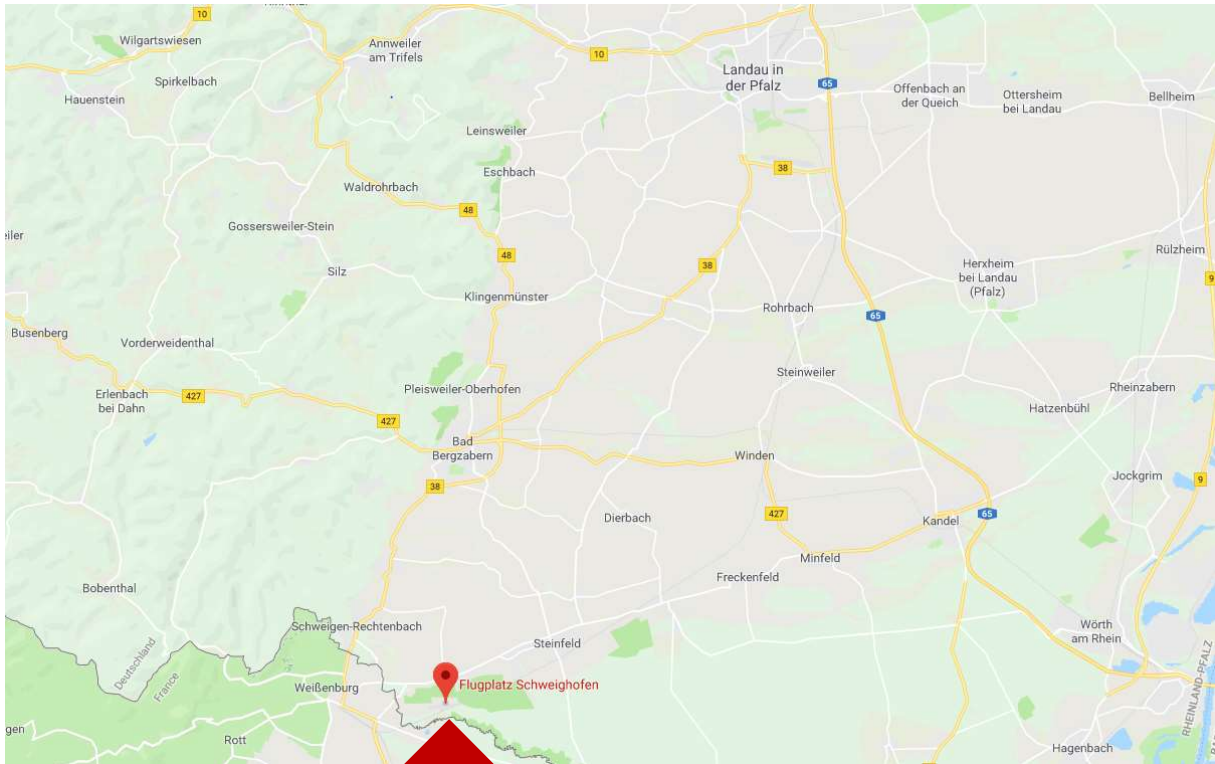 10
Wilgartswiesen
Annweiler
am Trifels
10
Landau in
der Pfalz
65
Spirkelbach
Hauenstein
Offenbach an
der Queich
Ottersheim
bei Landau
Bellheim
Leinsweiler
Eschbach
38
Waldrohrbach
48
Gossersweiler-Stein
eiler
48
Silz
38
Rülzheim
Herxheim
bei Landau
(Pfalz)
9
Klingenmünster
Rohrbach
65
Busenberg
Vorderweidenthal
Steinweiler
Erlenbach
bei Dahn
427
Pleisweiler-Oberhofen
Rheinzabern
Hatzenbühl
427
Bad
Bergzabern
Winden
38
Jockgrim
9
Dierbach
427
Kandel
65
Minfeld
Freckenfeld
Bobenthal
Schweigen-Rechtenbach
Steinfeld
Wörth
am Rhein
Deutschland
France
Weißenburg
Flugplatz Schweighofen
RHEINLAND-PFALZ
BA
gen
Rott
Hagenbach